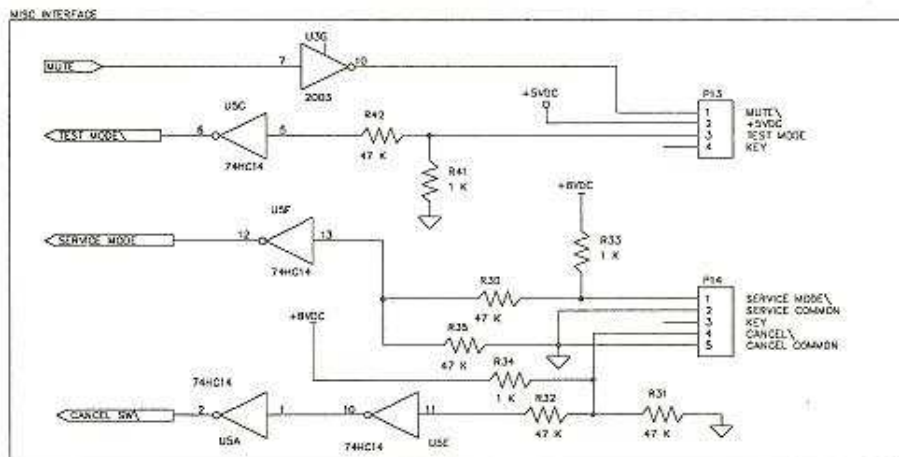 MISC INTERFACE
MUTE
7
U3G
2003
10
TEST MODE\
6
U5C
74HC14
5
R42
47 K
R41
1 K
+5VDC
P13
1 MUTE\
2 +5VDC
3 TEST MODE
4 KEY
SERVICE MODE
12
U5F
74HC14
13
+8VDC
R33
1 K
R30
47 K
R35
47 K
P14
1 SERVICE MODE\
2 SERVICE COMMON
3 KEY
4 CANCEL\
5 CANCEL COMMON
+8VDC
R34
1 K
CANCEL SW\
2
74HC14
U5A
1
10
74HC14
U5E
11
R32
47 K
R31
47 K